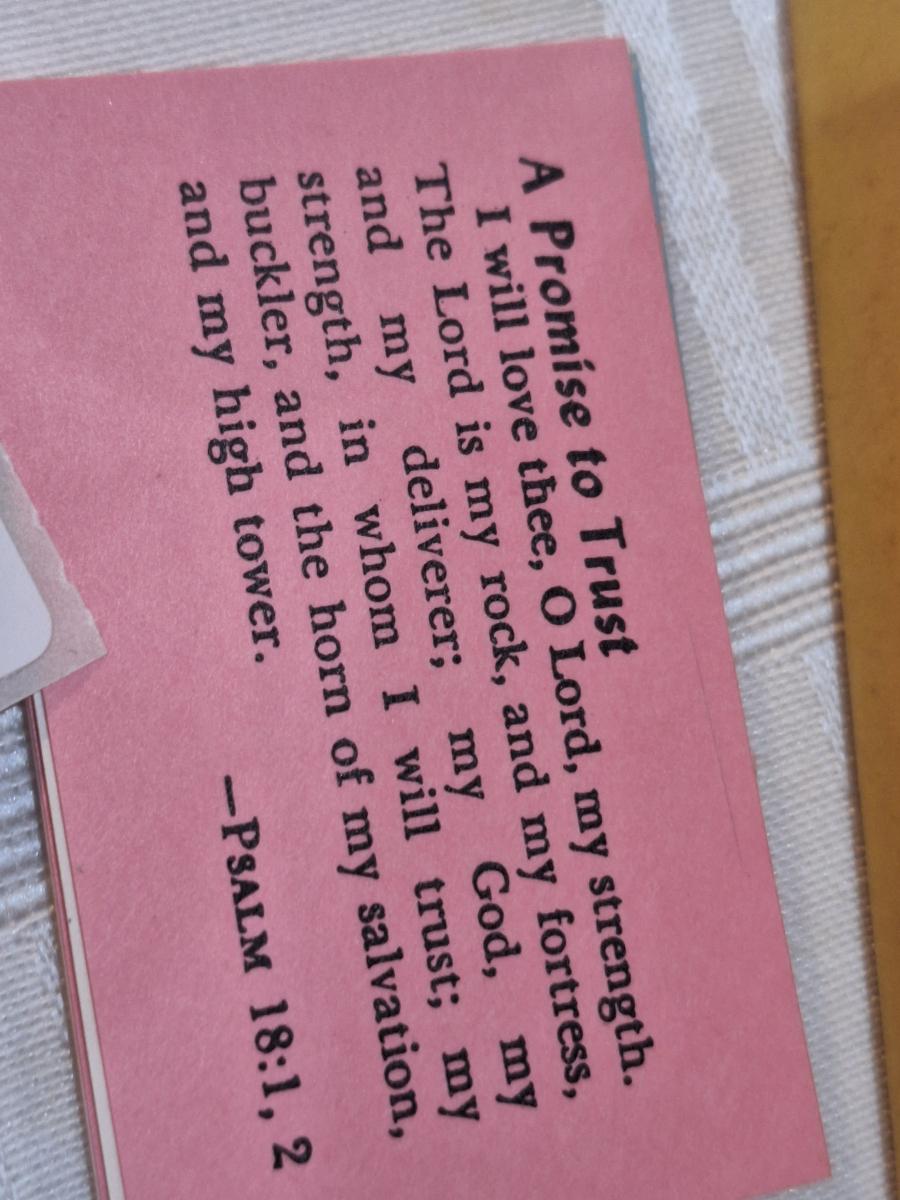 A Promise to Trust
I will love thee, O Lord, my strength.
The Lord is my rock, and my fortress,
and my deliverer; my God, my
strength, in whom I will trust; my
buckler, and the horn of my salvation,
and my high tower.
—PSALM 18:1, 2